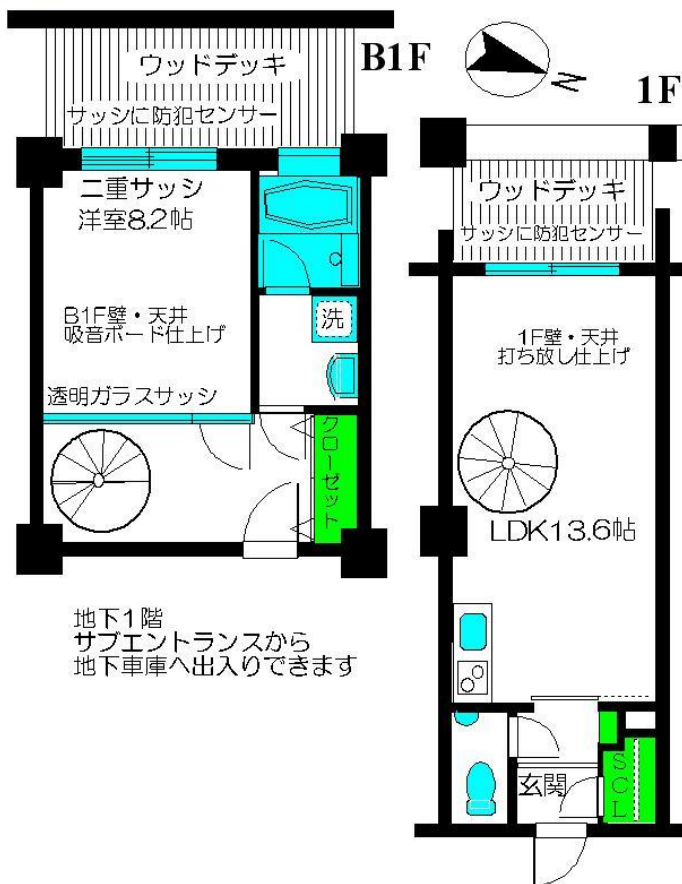 B1F
ウッドデッキ
サッシに防犯センサー
二重サッシ
洋室8.2帖
B1F壁・天井
吸音ボード仕上げ
洗
透明ガラスサッシ
クローゼット
地下1階
サブエントランスから
地下車庫へ出入りできます
N
1F
ウッドデッキ
サッシに防犯センサー
1F壁・天井
打ち放し仕上げ
LDK13.6帖
玄関
SCL